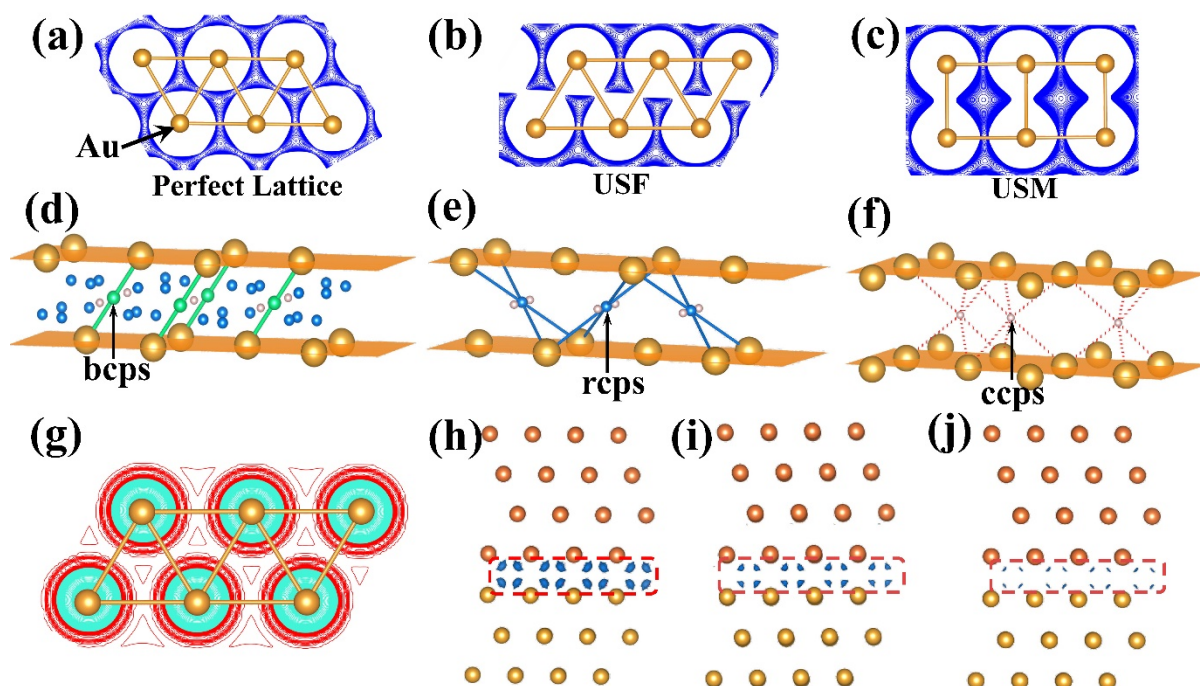 (a)
(b)
(c)
Au
Perfect Lattice
USF
USM
(d)
(e)
(f)
bcps
rcps
ccps
(g)
(h)
(i)
(j)